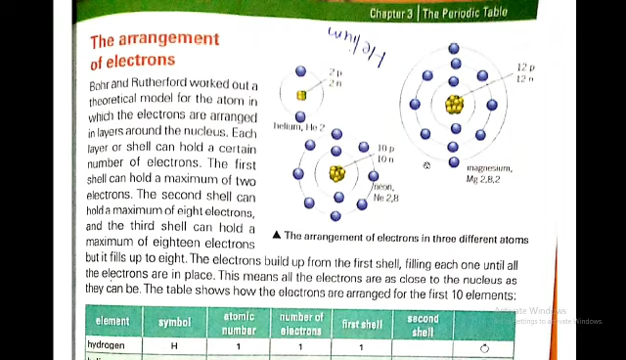 Chapter 3 | The Periodic Table
The arrangement
of electrons
Helium
Bohr and Rutherford worked out a
theoretical model for the atom in
which the electrons are arranged
in layers around the nucleus. Each
layer or shell can hold a certain
number of electrons. The first
shell can hold a maximum of two
electrons. The second shell can
hold a maximum of eight electrons,
and the third shell can hold a
maximum of eighteen electrons
but it fills up to eight. The electrons build up from the first shell, filling each one until all
the electrons are in place. This means all the electrons are as close to the nucleus as
they can be. The table shows how the electrons are arranged for the first 10 elements:
2 p
2 n
helium, He 2
10 p
10 n
neon,
Ne 2,8
12 p
12 n
magnesium,
Mg 2,8,2
▲ The arrangement of electrons in three different atoms
Activate Windows
element symbol atomic number number of electrons first shell second shell
hydrogen H 1 1 1